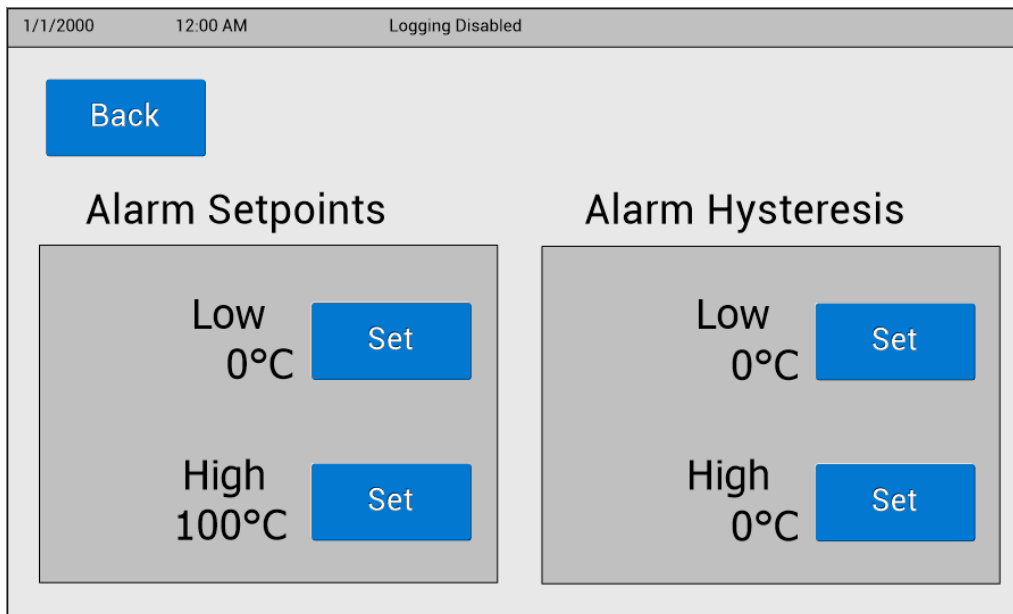 1/1/2000 12:00 AM Logging Disabled
Back
Alarm Setpoints
Low
0°C
Set
High
100°C
Set
Alarm Hysteresis
Low
0°C
Set
High
0°C
Set